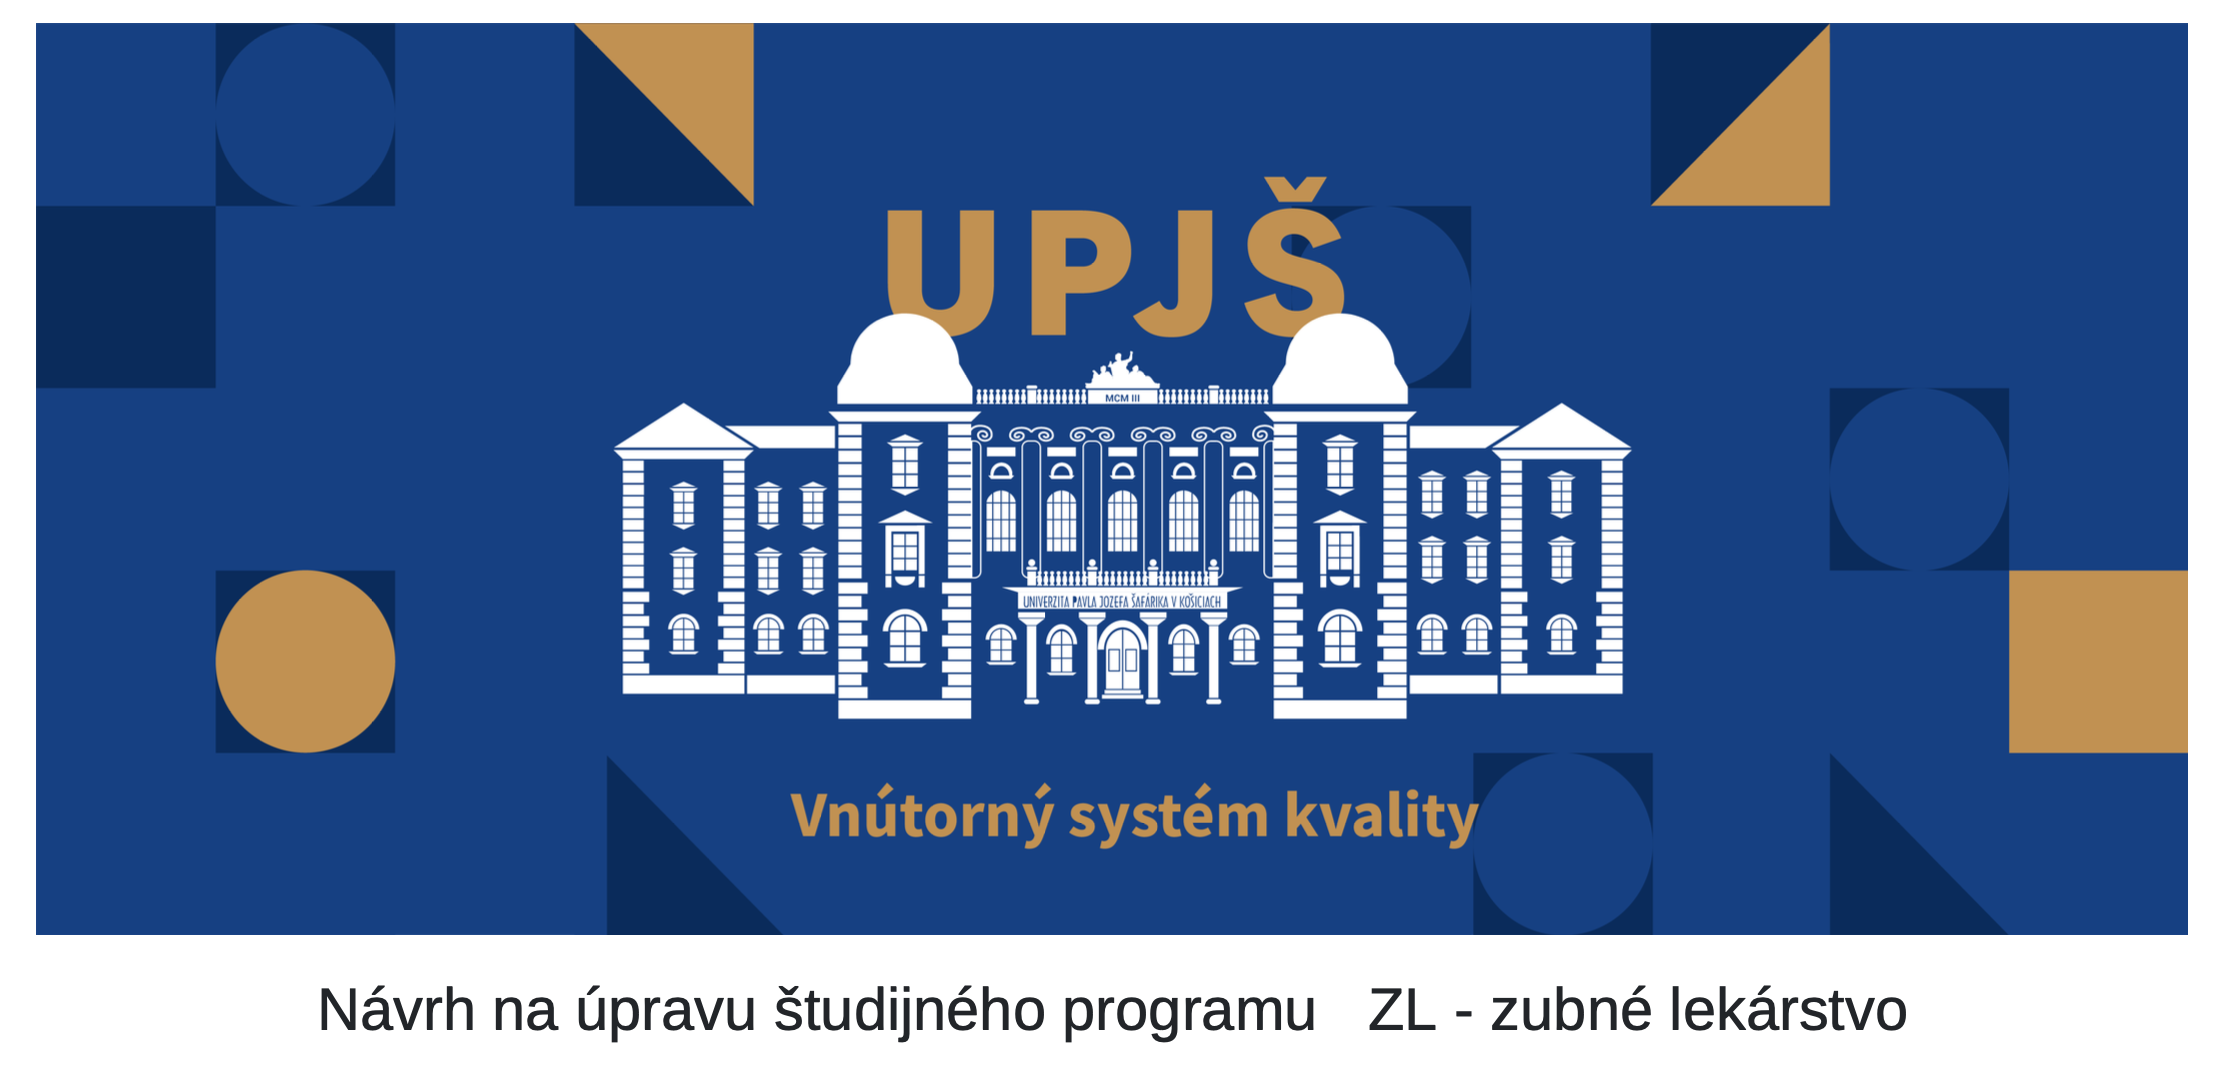 UPJŠ
MCM III
UNIVERZITA PAVLA JOZEFA ŠAFÁRIKA V KOŠICIACH
Vnútorný systém kvality
Návrh na úpravu študijného programu ZL - zubné lekárstvo